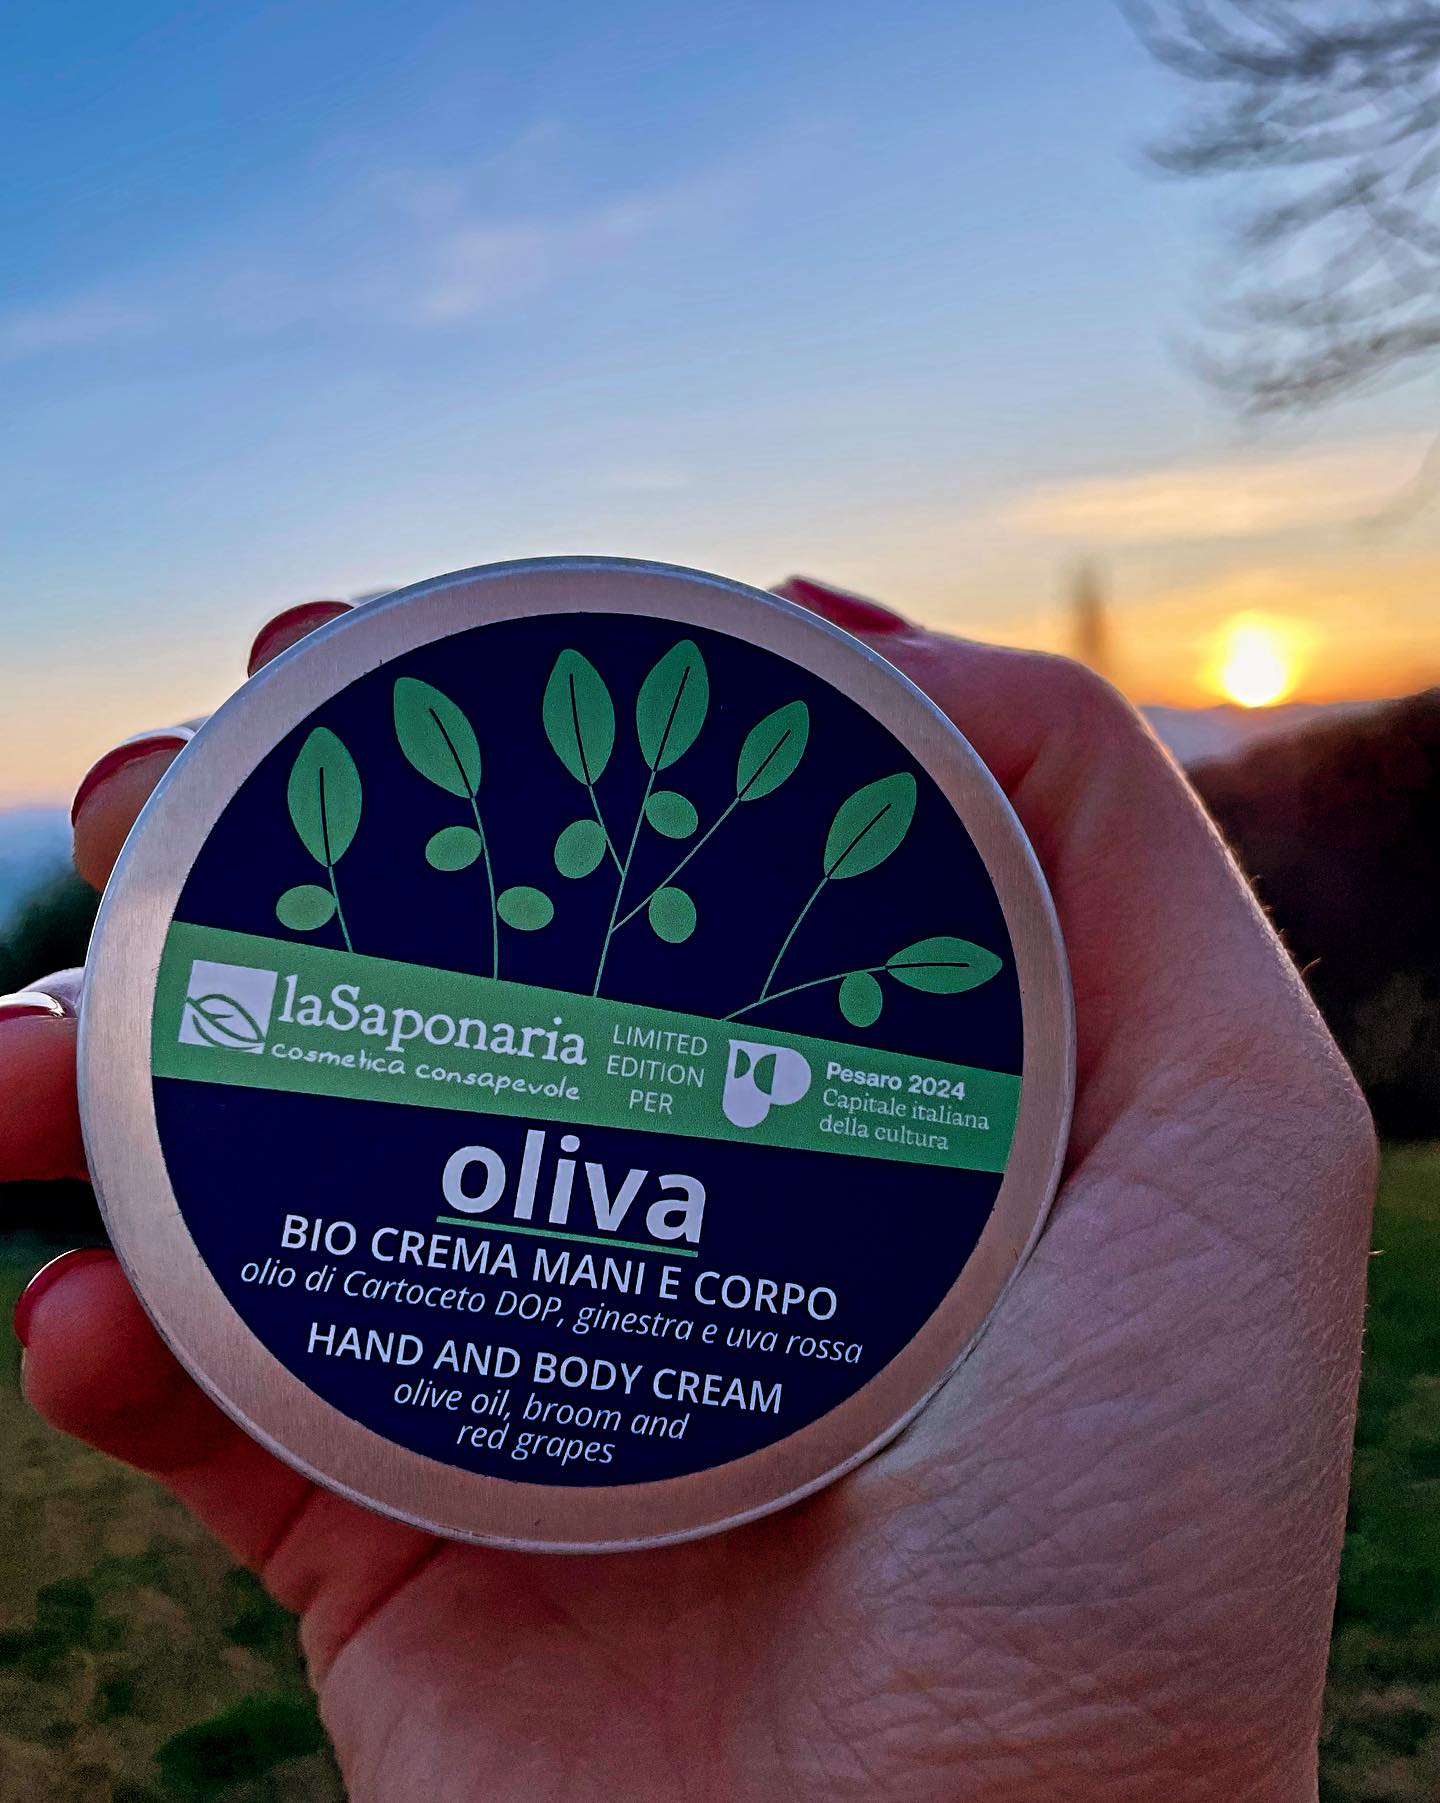 laSaponaria
cosmetica consapevole
LIMITED
EDITION
PER
Pesaro 2024
Capitale italiana
della cultura
oliva
BIO CREMA MANI E CORPO
olio di Cartoceto DOP, ginestra e uva rossa
HAND AND BODY CREAM
olive oil, broom and
red grapes